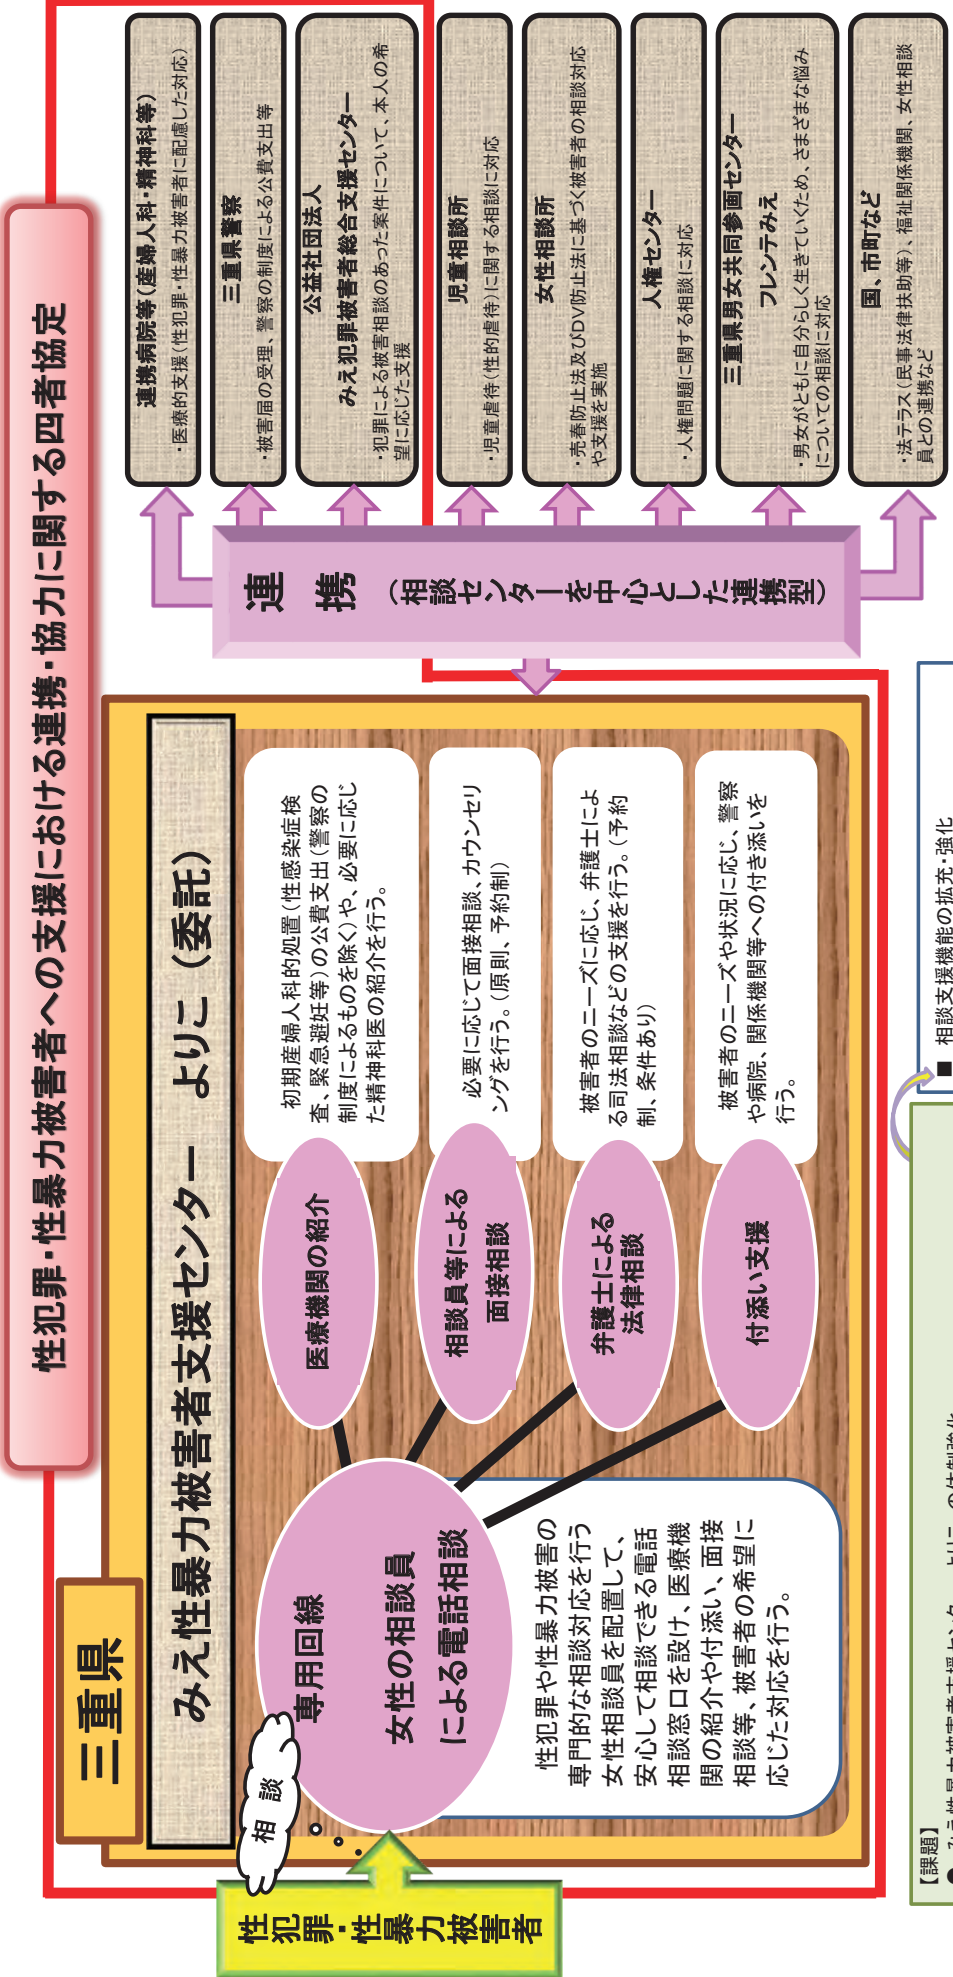 性犯罪・性暴力被害者への支援における連携・協力に関する四者協定
三重県
みえ性暴力被害者支援センター　よりこ（委託）
性犯罪・性暴力被害者
相談
専用回線
女性の相談員
による電話相談
性犯罪や性暴力被害の
専門的な相談対応を行う
女性相談員を配置して、
安心して相談できる電話
相談窓口を設け、医療機
関の紹介や付添い、面接
相談等、被害者の希望に
応じた対応を行う。
医療機関の紹介
初期産婦人科的処置（性感染症検
査、緊急避妊等）の公費支出（警察の
制度によるものを除く）や、必要に応じ
た精神科医の紹介を行う。
相談員等による
面接相談
必要に応じて面接相談、カウンセリ
ングを行う。（原則、予約制）
弁護士による
法律相談
被害者のニーズに応じ、弁護士によ
る司法相談などの支援を行う。（予約
制、条件あり）
付添い支援
被害者のニーズや状況に応じ、警察
や病院、関係機関等への付き添いを
行う。
連携
（相談センターを中心とした連携型）
連携病院等（産婦人科・精神科等）
・医療的支援（性犯罪・性暴力被害者に配慮した対応）
三重県警察
・被害届の受理、警察の制度による公費支出等
公益社団法人
みえ犯罪被害者総合支援センター
・犯罪による被害相談のあった案件について、本人の希
望に応じた支援
児童相談所
・児童虐待（性的虐待）に関する相談に対応
女性相談所
・売春防止法及びDV防止法に基づく被害者の相談対応
や支援を実施
人権センター
・人権問題に関する相談に対応
三重県男女共同参画センター
フレンテみえ
・男女がともに自分らしく生きていくため、さまざまな悩み
についての相談に対応
国、市町など
・法テラス（民事法律扶助等）、福祉関係機関、女性相談
員との連携など
【課題】
■ 相談支援機能の拡充・強化